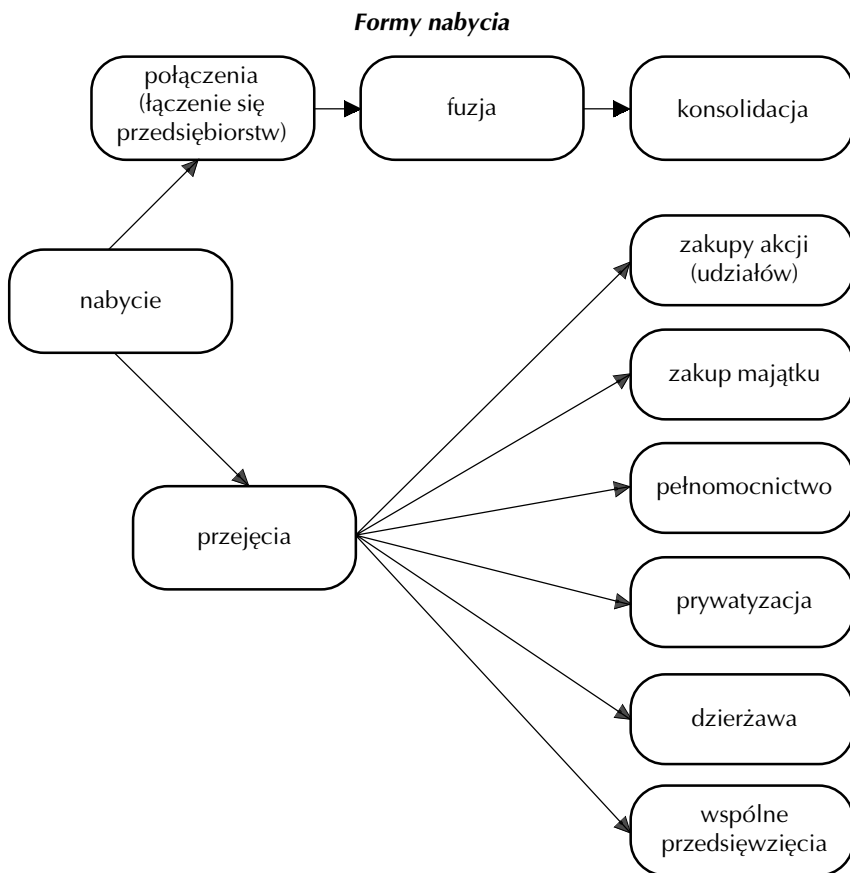 Formy nabycia
połączenia
(łączenie się
przedsiębiorstw)
fuzja
konsolidacja
zakupy akcji
(udziałów)
nabycie
zakup majątku
pełnomocnictwo
przejęcia
prywatyzacja
dzierżawa
wspólne
przedsięwzięcia